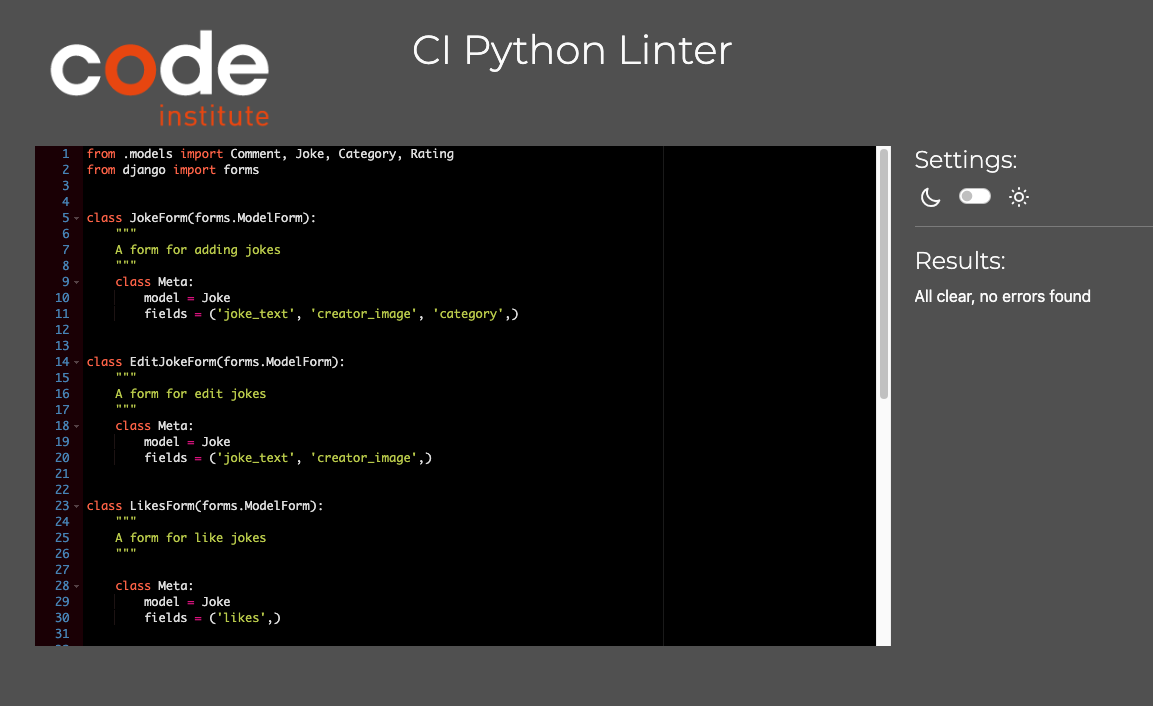 code
institute
CI Python Linter
1 from .models import Comment, Joke, Category, Rating
2 from django import forms
3
4
5 class JokeForm(forms.ModelForm):
6     """
7     A form for adding jokes
8     """
9     class Meta:
10         model = Joke
11         fields = ('joke_text', 'creator_image', 'category',)
12
13
14 class EditJokeForm(forms.ModelForm):
15     """
16     A form for edit jokes
17     """
18     class Meta:
19         model = Joke
20         fields = ('joke_text', 'creator_image',)
21
22
23 class LikesForm(forms.ModelForm):
24     """
25     A form for like jokes
26     """
27
28     class Meta:
29         model = Joke
30         fields = ('likes',)
31
Settings:
Results:
All clear, no errors found